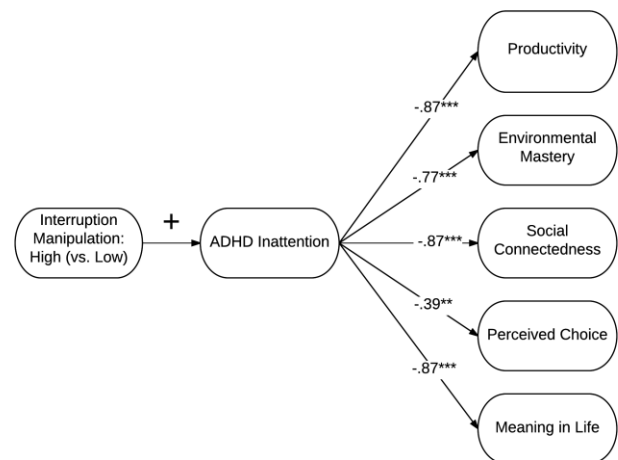 Productivity
-.87***
Environmental
Mastery
-.77***
Interruption
Manipulation:
High (vs. Low)
+
ADHD Inattention
-.87***
Social
Connectedness
-.39**
Perceived Choice
-.87***
Meaning in Life